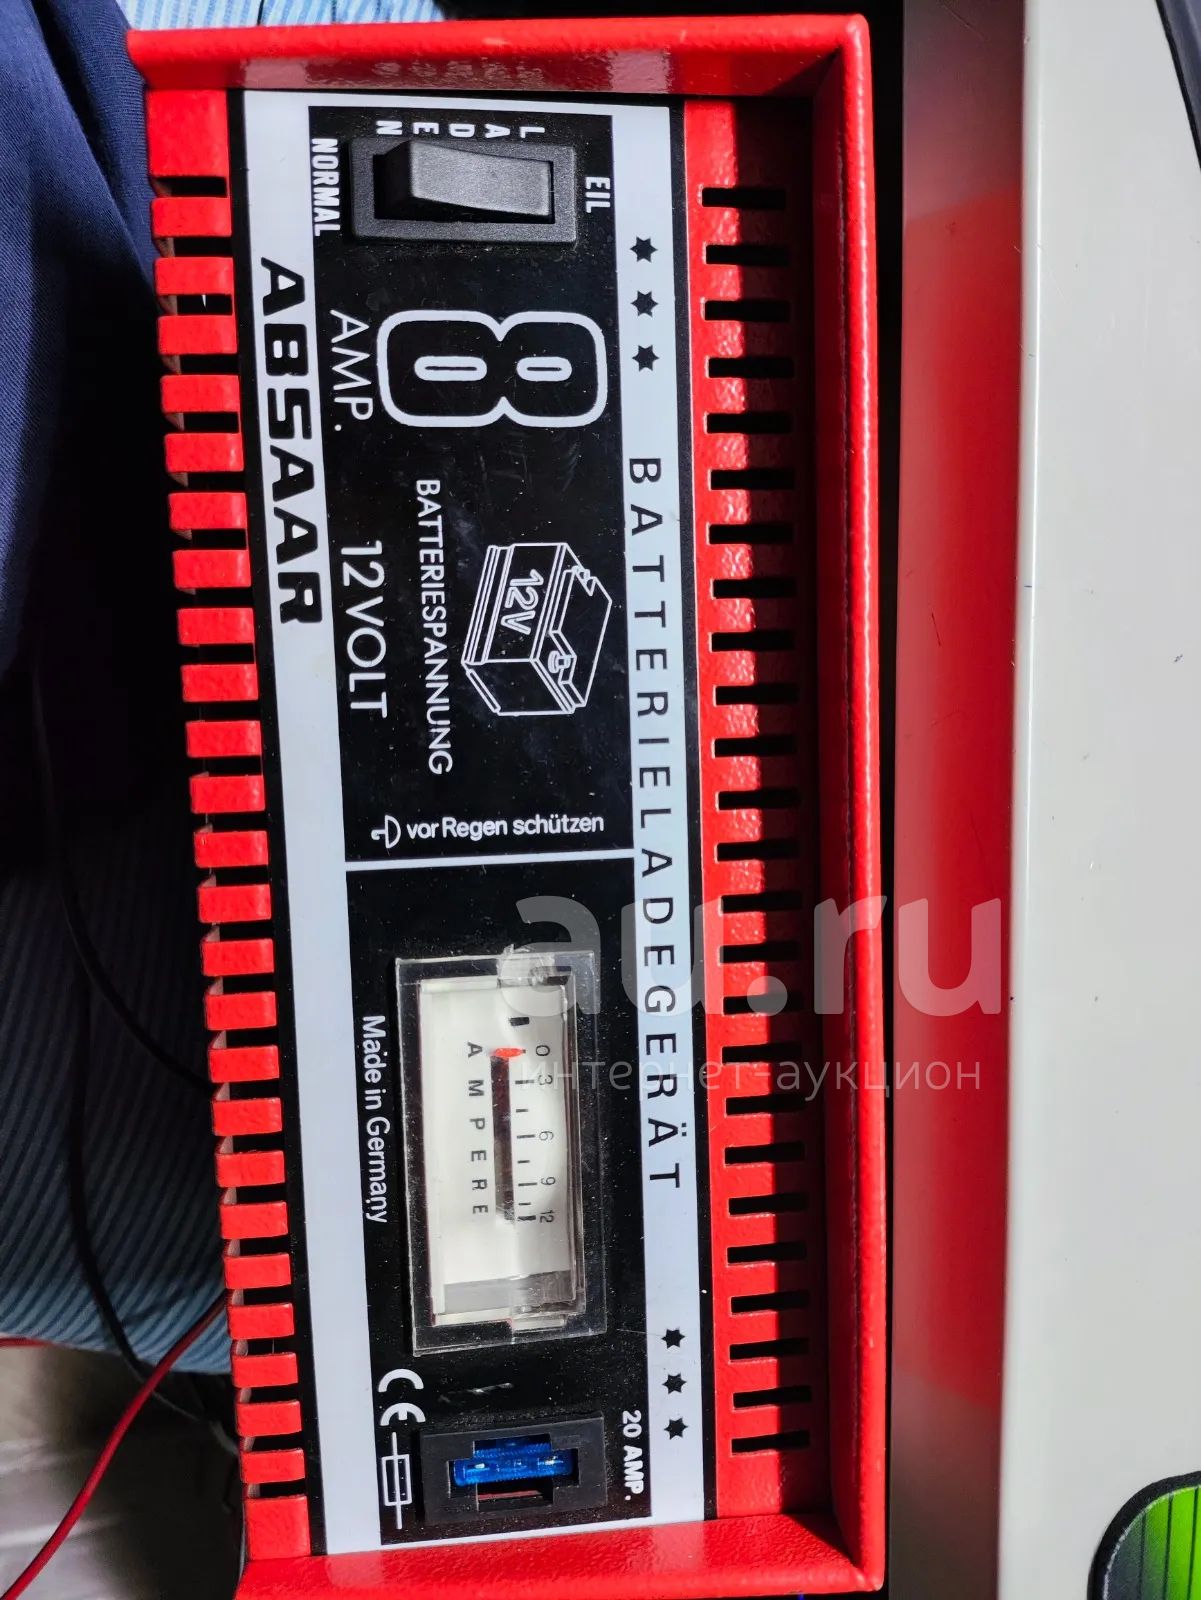 ★ ★ ★ BATTERIELADEGERÄT ★ ★ ★
EIL
LADEN
NORMAL
8
AMP.
12V
BATTERIESPANNUNG
12 VOLT
vor Regen schützen
ABSAAR
0 3 6 9 12
AMPERE
Made in Germany
20 AMP.
CE
au.ru
интернет-аукцион